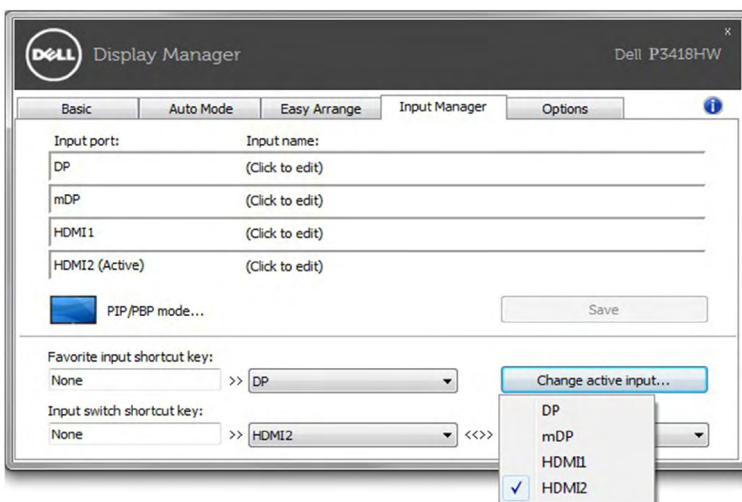 DELL Display Manager Dell P3418HW
x
Basic Auto Mode Easy Arrange Input Manager Options i
Input port: Input name:
DP (Click to edit)
mDP (Click to edit)
HDMI1 (Click to edit)
HDMI2 (Active) (Click to edit)
PIP/PBP mode... Save
Favorite input shortcut key:
None >> DP Change active input...
Input switch shortcut key:
None >> HDMI2 <<>>
DP
mDP
HDMI1
HDMI2